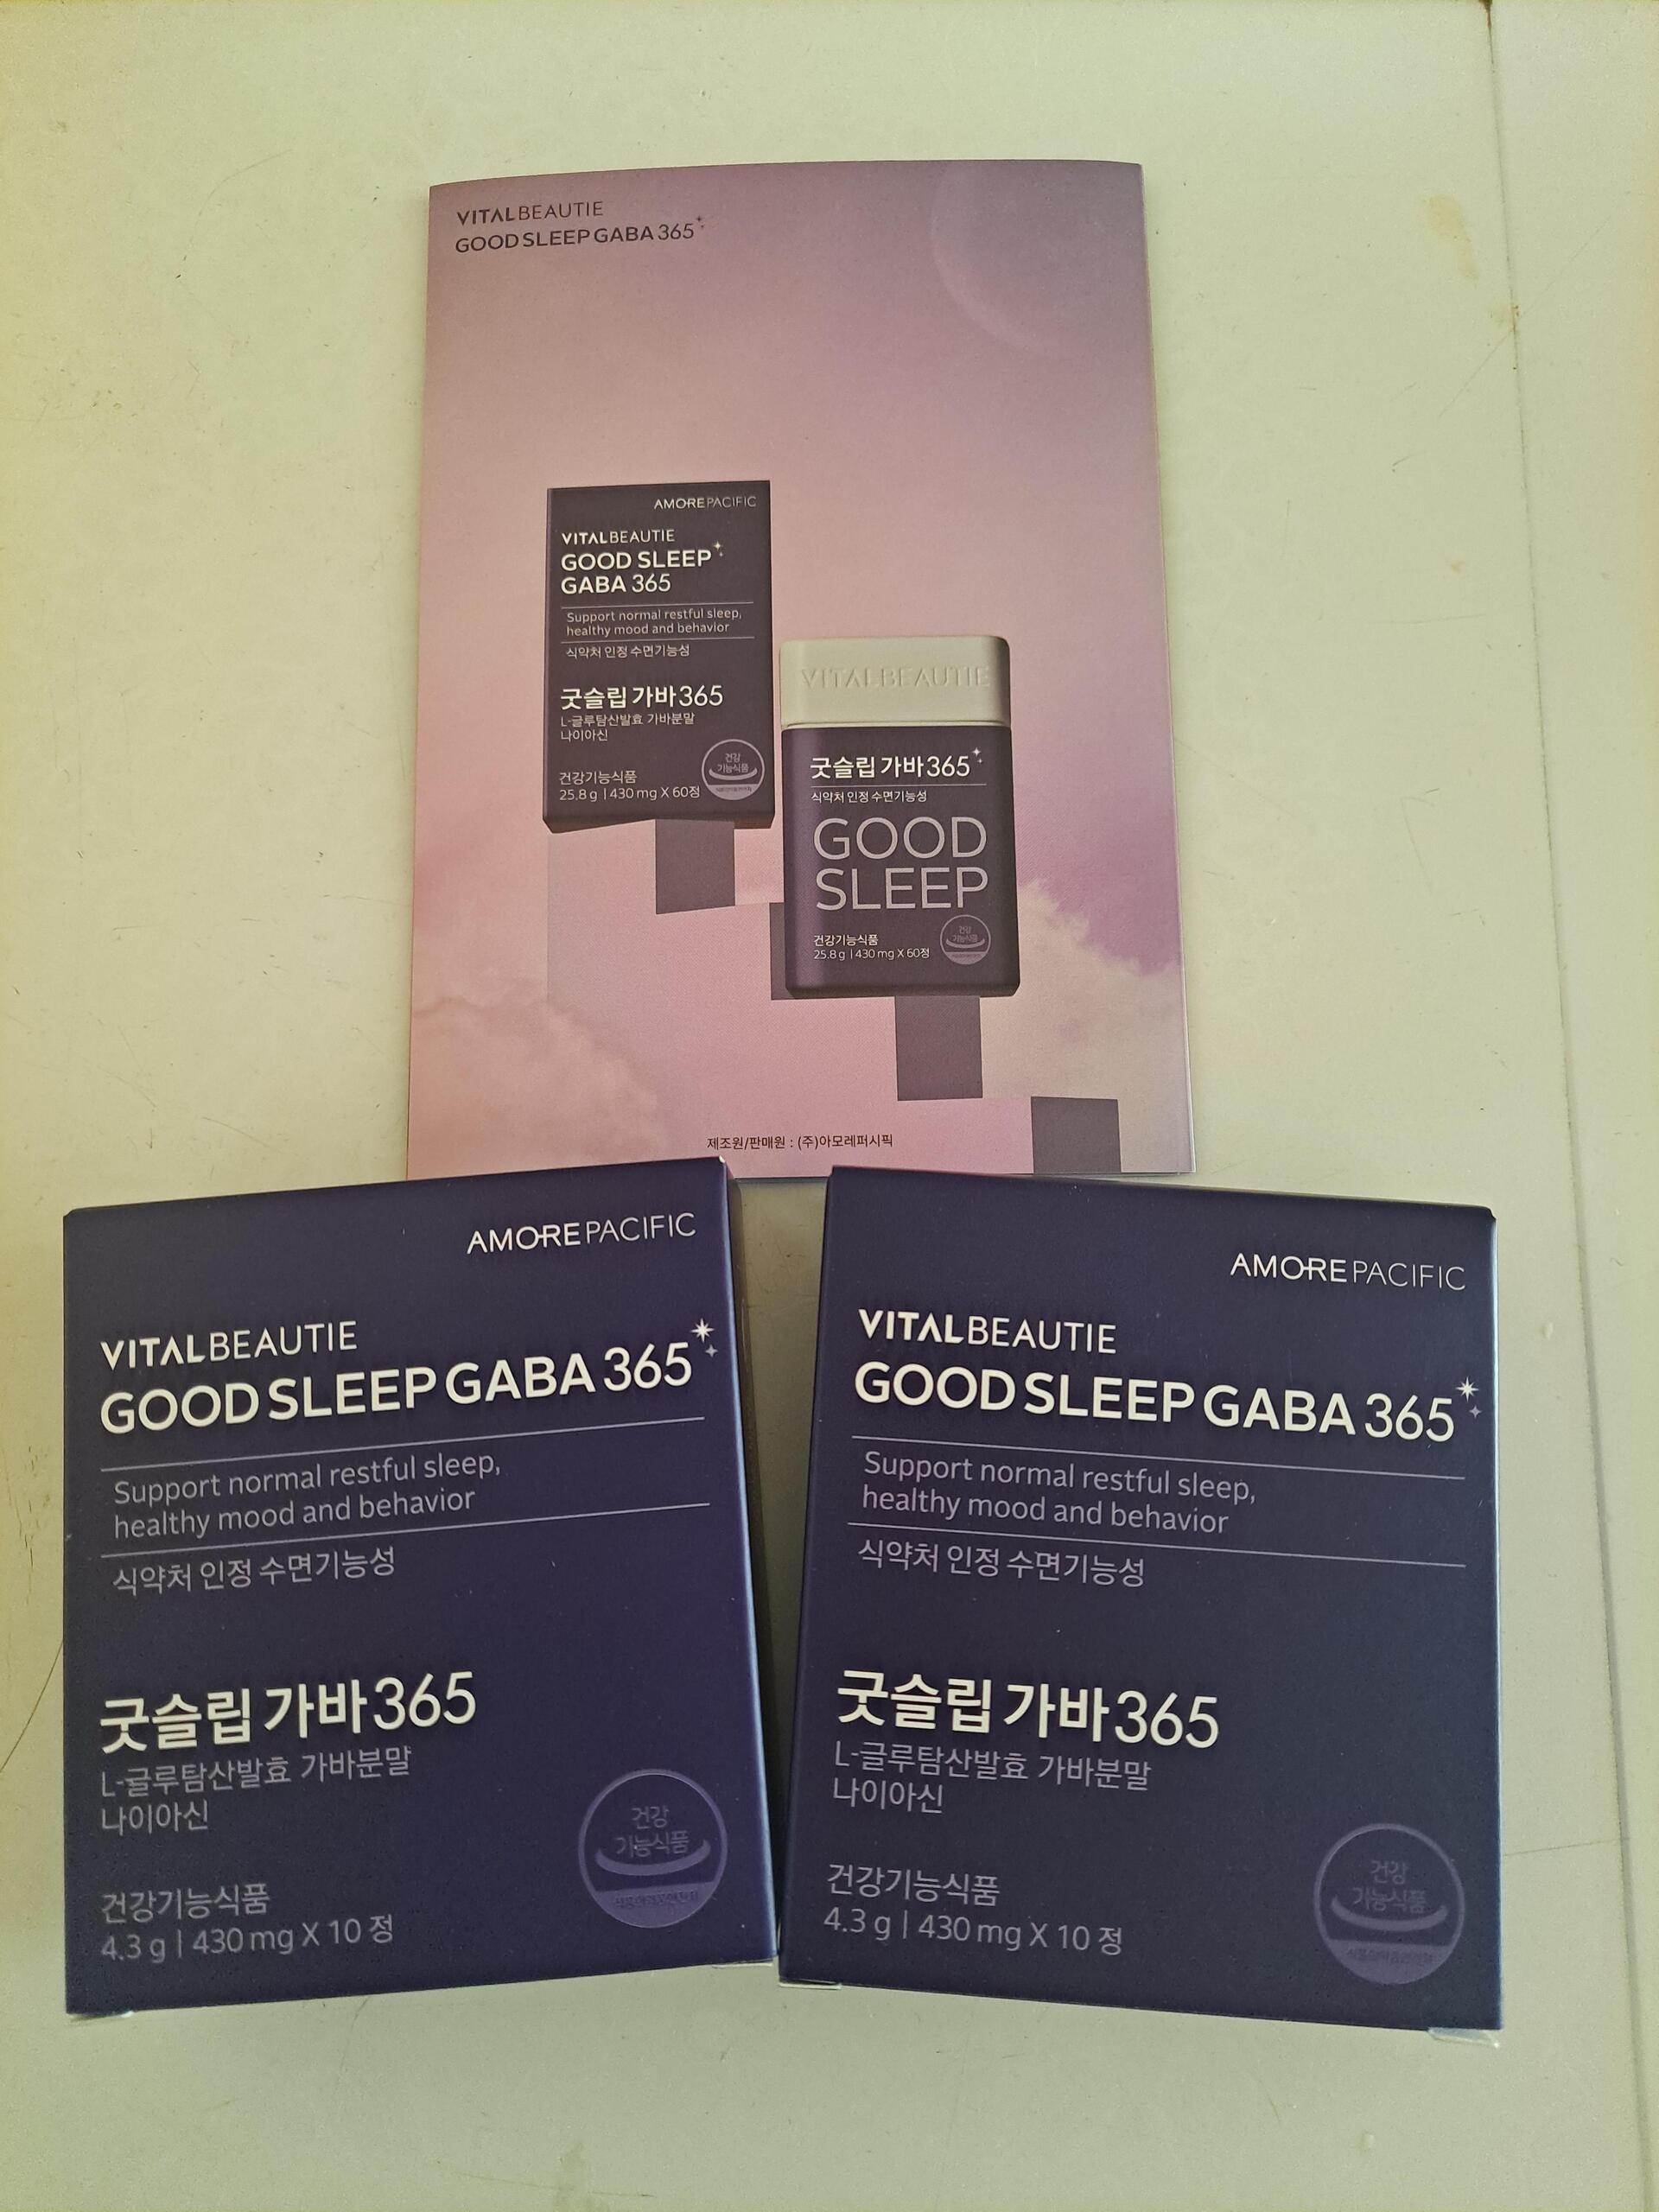 VITALBEAUTIE
GOOD SLEEP GABA 365
AMOREPACIFIC
VITALBEAUTIE
GOOD SLEEP
GABA 365
Support normal restful sleep,
healthy mood and behavior
식약처 인정 수면기능성
굿슬립 가바365
L-글루탐산발효 가바분말
나이아신
건강
기능식품
건강기능식품
25.8 g | 430 mg X 60정
VITALBEAUTIE
굿슬립 가바365
식약처 인정 수면기능성
GOOD
SLEEP
건강
기능식품
건강기능식품
25.8 g | 430 mg X 60정
제조원/판매원 : (주)아모레퍼시픽
AMOREPACIFIC
VITALBEAUTIE
GOOD SLEEP GABA 365
Support normal restful sleep,
healthy mood and behavior
식약처 인정 수면기능성
굿슬립 가바365
L-글루탐산발효 가바분말
나이아신
건강
기능식품
건강기능식품
4.3 g | 430 mg X 10 정
AMOREPACIFIC
VITALBEAUTIE
GOOD SLEEP GABA 365
Support normal restful sleep,
healthy mood and behavior
식약처 인정 수면기능성
굿슬립 가바365
L-글루탐산발효 가바분말
나이아신
건강
기능식품
건강기능식품
4.3 g | 430 mg X 10 정